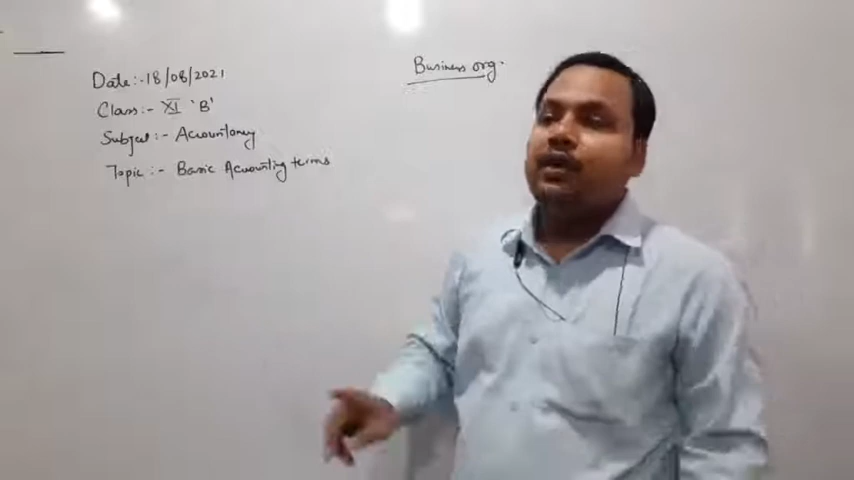 Date:- 18/08/2021
Class:- XI 'B'
Subject:- Accountancy
Topic:- Basic Accounting terms
Business org.